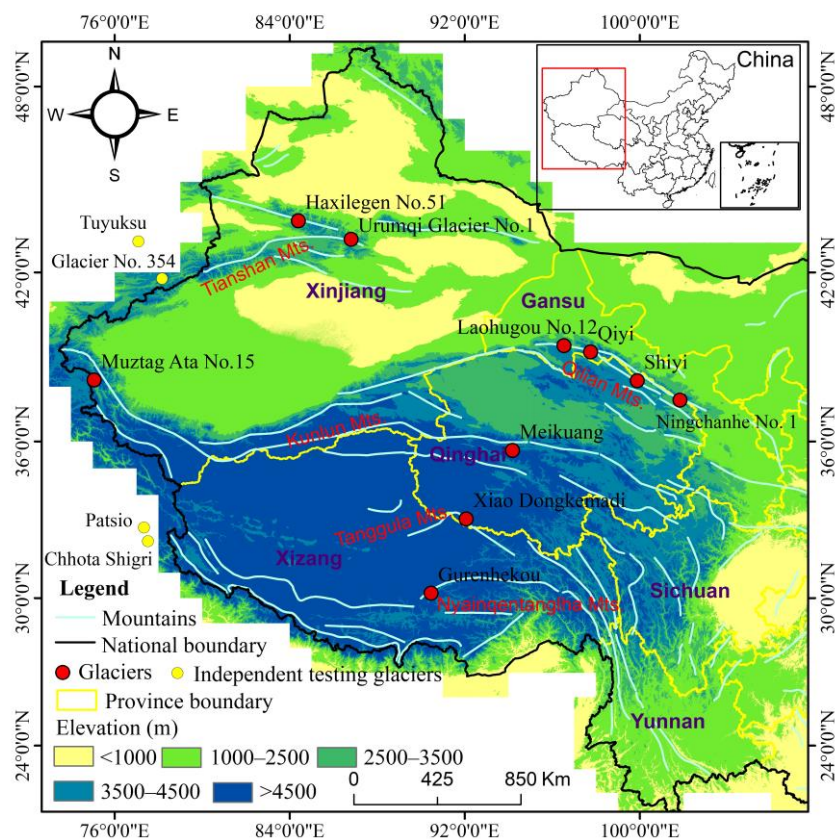 76°0'0"E 84°0'0"E 92°0'0"E 100°0'0"E
48°0'0"N
42°0'0"N
36°0'0"N
30°0'0"N
24°0'0"N
N
W E
S
China
Haxilegen No.51
Tuyuksu
Urumqi Glacier No.1
Glacier No. 354
Tianshan Mts.
Xinjiang
Gansu
Laohugou No.12
Qiyi
Muztag Ata No.15
Shiyi
Qilian Mts.
Ningchanhe No. 1
Kunlun Mts.
Meikuang
Qinghai
Xiao Dongkemadi
Patsio
Tanggula Mts.
Chhota Shigri
Xizang
Gurenhekou
Sichuan
Nyainqentanglha Mts.
Yunnan
Legend
Mountains
National boundary
Glaciers
Independent testing glaciers
Province boundary
Elevation (m)
<1000 1000–2500 2500–3500
3500–4500 >4500
0 425 850 Km
48°0'0"N
42°0'0"N
36°0'0"N
30°0'0"N
24°0'0"N
76°0'0"E 84°0'0"E 92°0'0"E 100°0'0"E